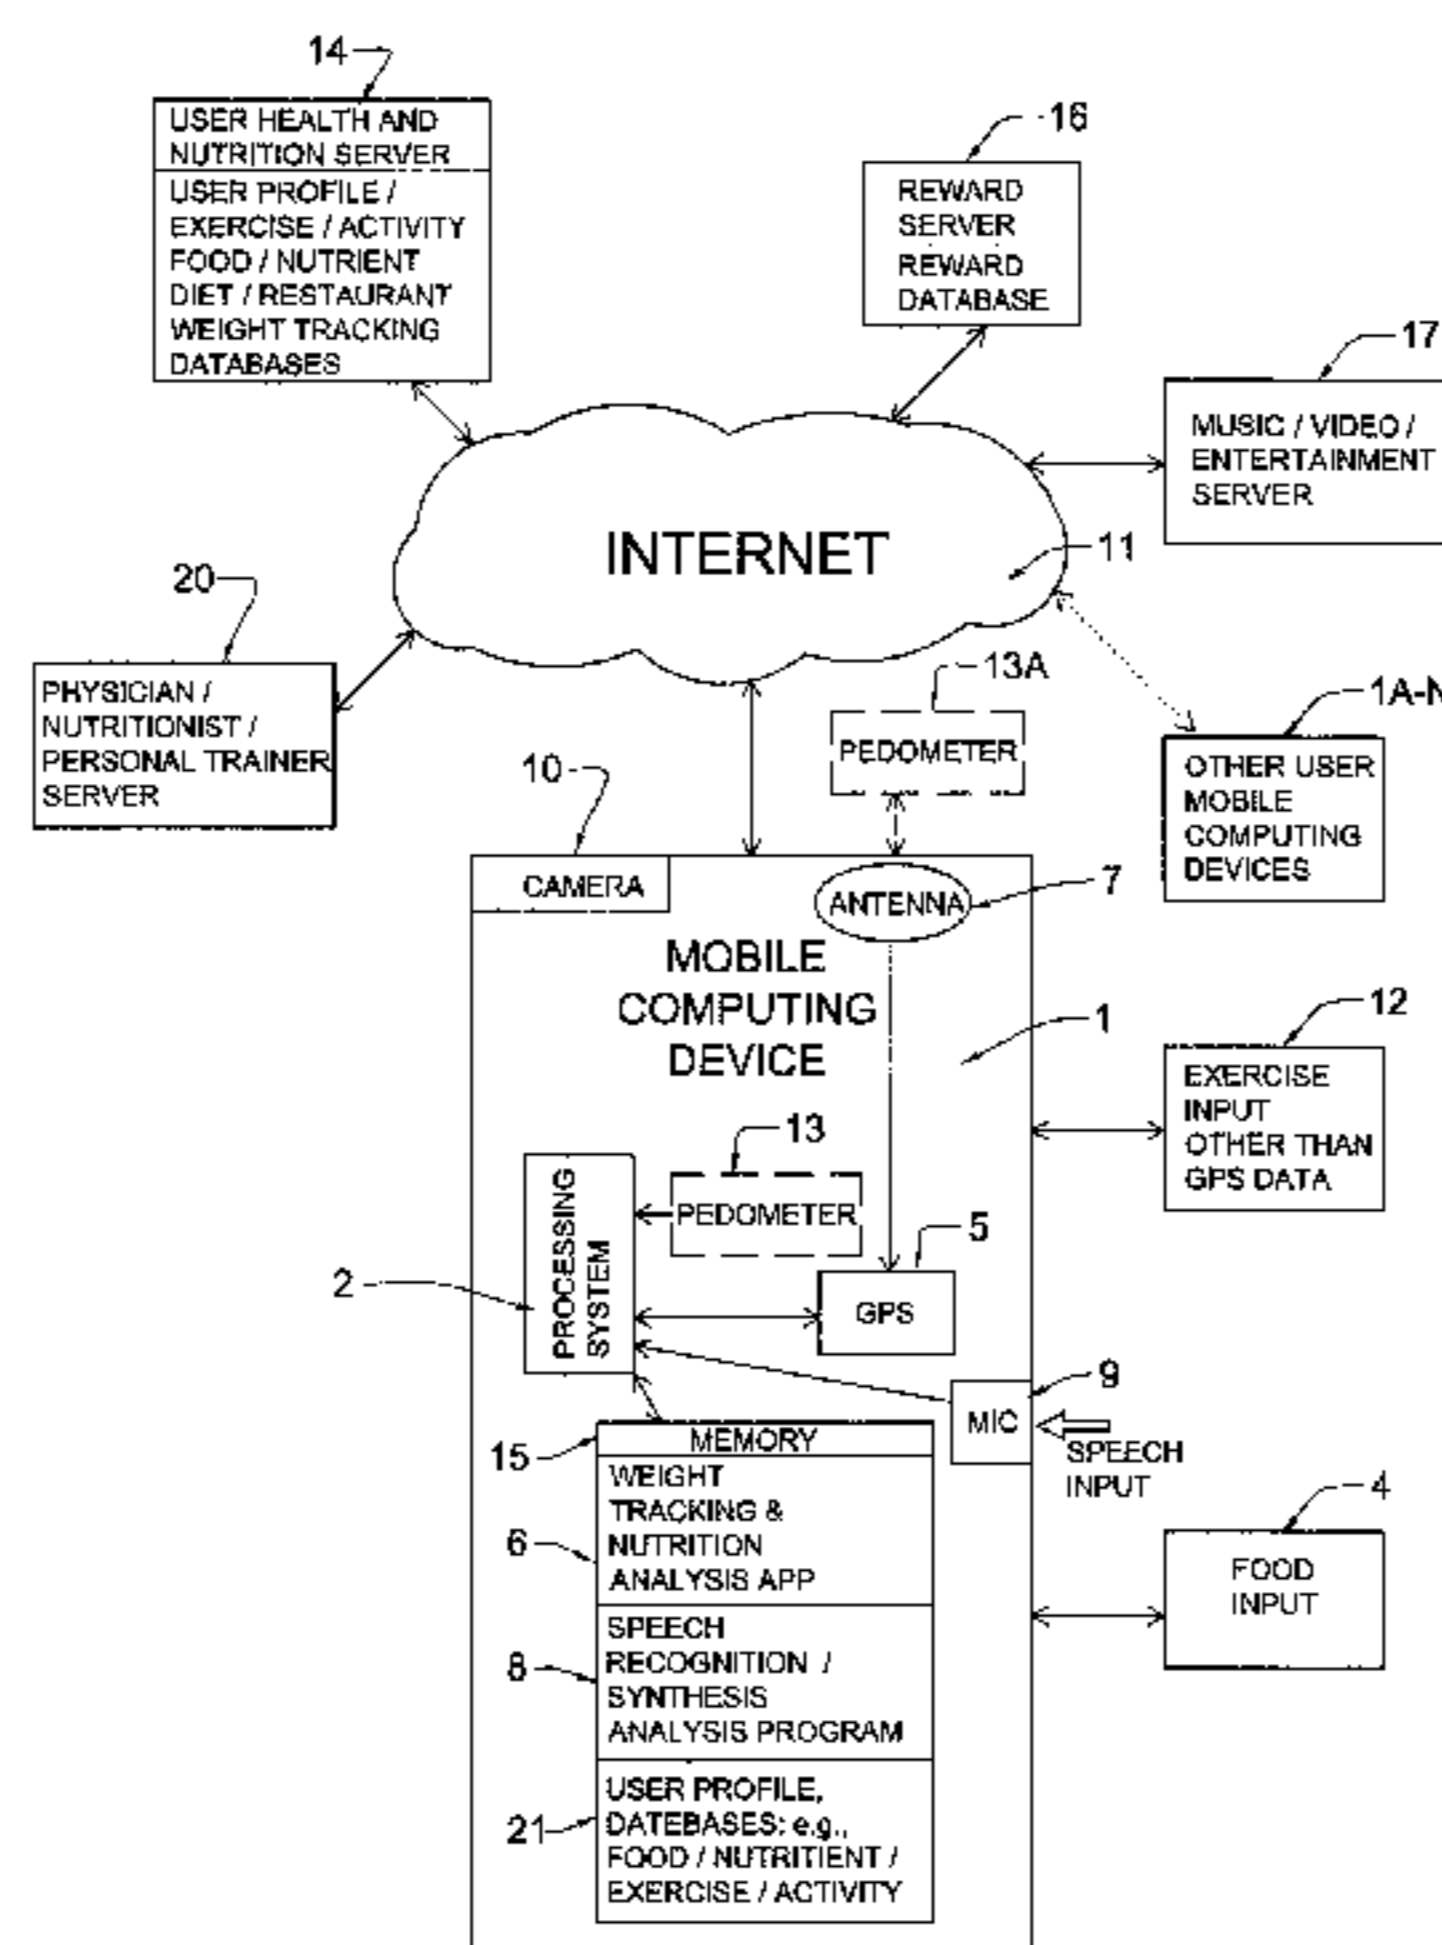 14
USER HEALTH AND
NUTRITION SERVER
USER PROFILE /
EXERCISE / ACTIVITY
FOOD / NUTRIENT
DIET / RESTAURANT
WEIGHT TRACKING
DATABASES
16
REWARD
SERVER
REWARD
DATABASE
17
MUSIC / VIDEO /
ENTERTAINMENT
SERVER
INTERNET
11
20
PHYSICIAN /
NUTRITIONIST /
PERSONAL TRAINER
SERVER
13A
PEDOMETER
1A-N
OTHER USER
MOBILE
COMPUTING
DEVICES
10
CAMERA
ANTENNA
7
MOBILE
COMPUTING
DEVICE
1
12
EXERCISE
INPUT
OTHER THAN
GPS DATA
13
PEDOMETER
PROCESSING
SYSTEM
2
5
GPS
9
MIC
SPEECH
INPUT
15
MEMORY
WEIGHT
TRACKING &
NUTRITION
ANALYSIS APP
6
4
FOOD
INPUT
SPEECH
RECOGNITION /
SYNTHESIS
ANALYSIS PROGRAM
8
USER PROFILE,
DATEBASES: e.g.,
FOOD / NUTRITIENT /
EXERCISE / ACTIVITY
21